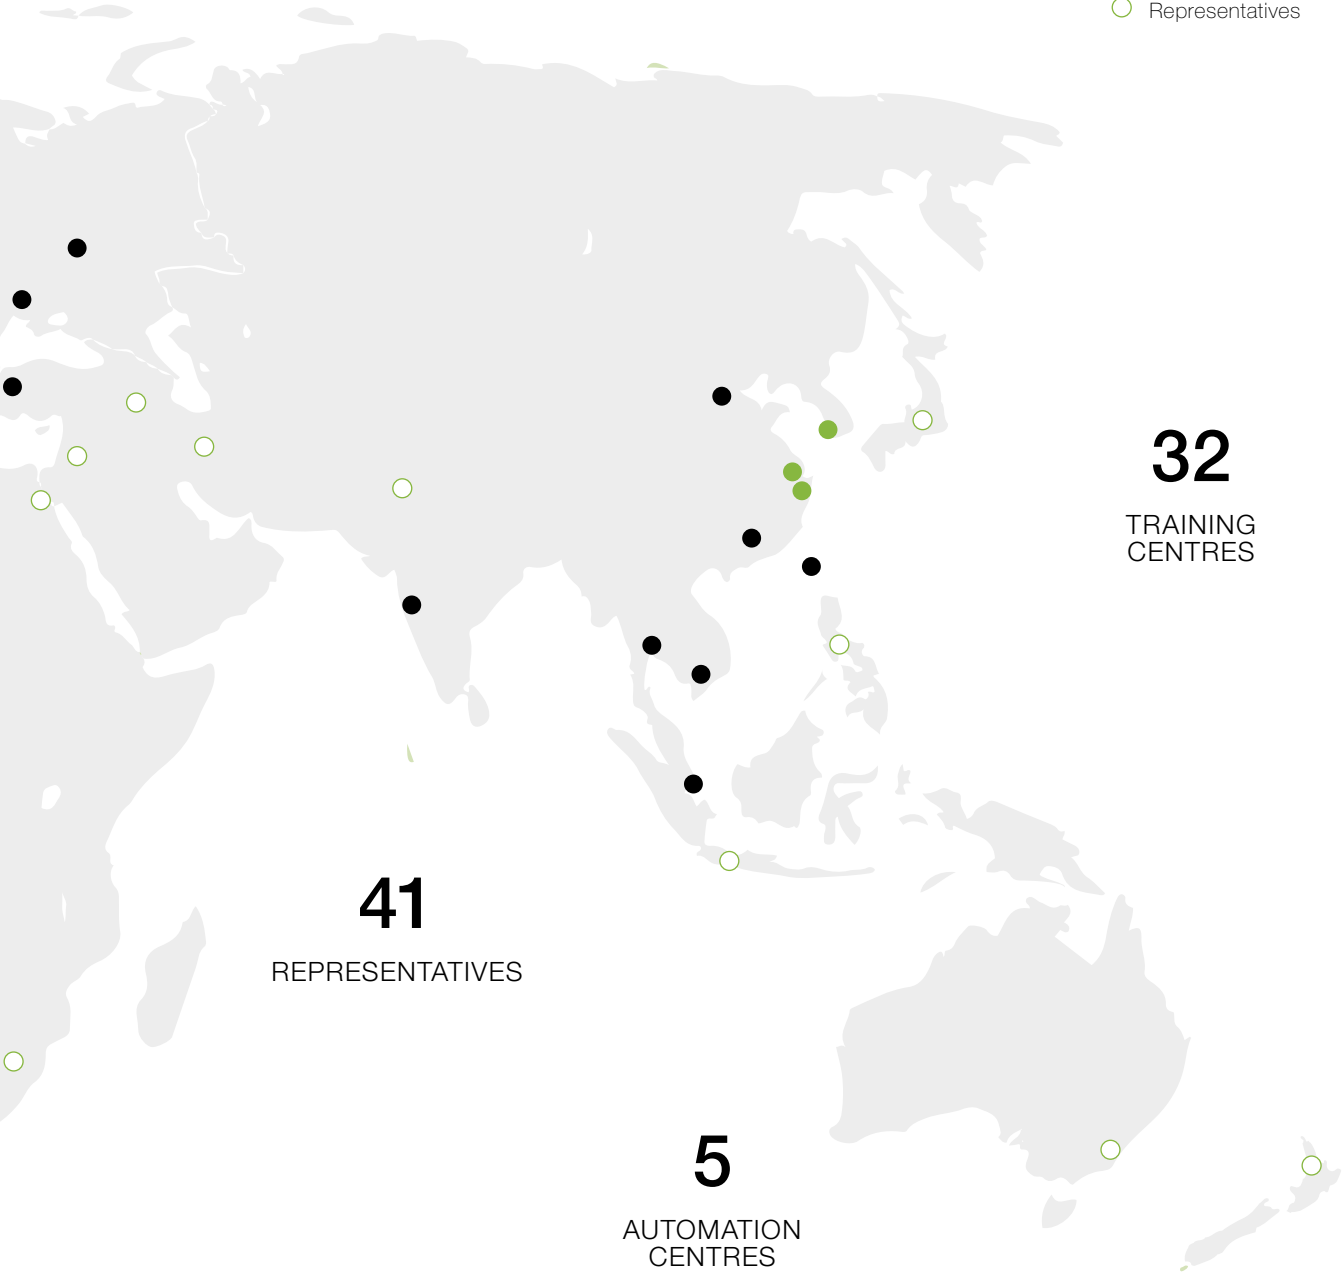 Representatives
32
TRAINING
CENTRES
41
REPRESENTATIVES
5
AUTOMATION
CENTRES